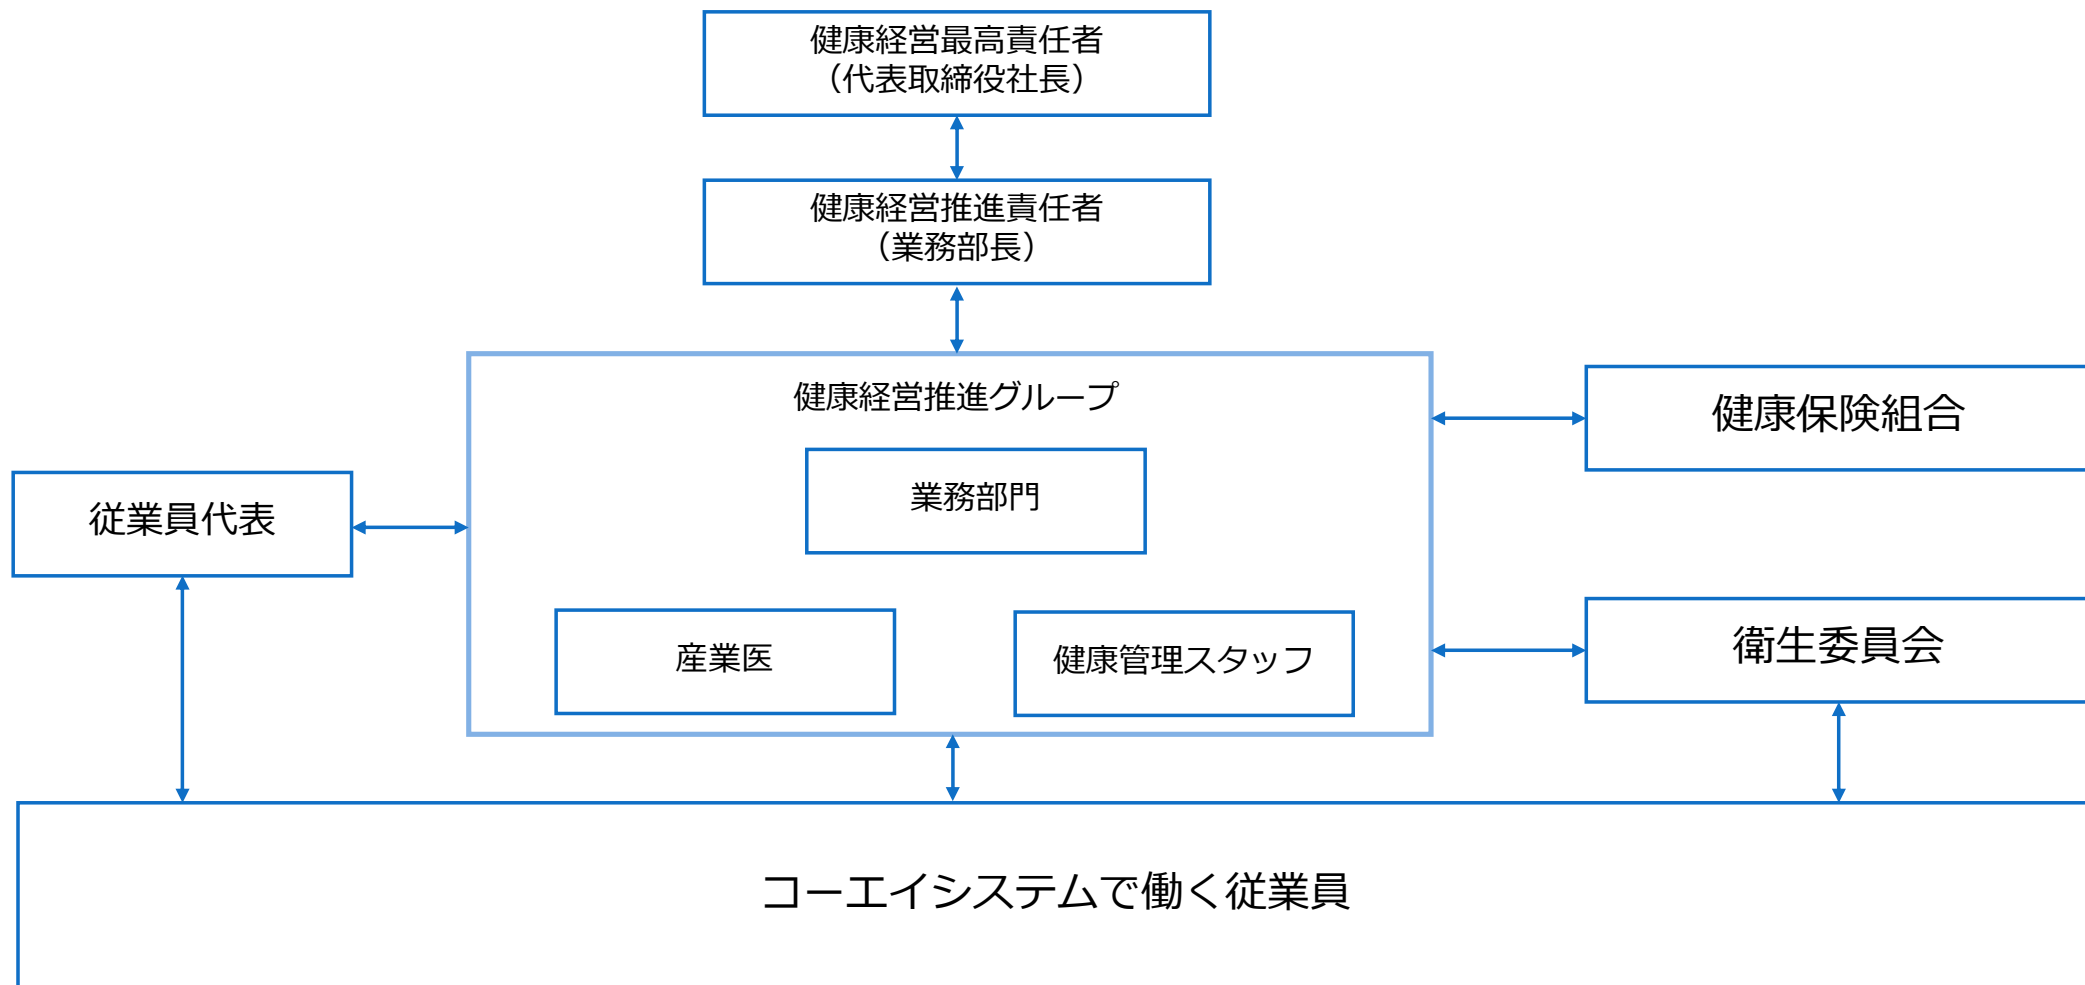 健康経営最高責任者
（代表取締役社長）
健康経営推進責任者
（業務部長）
健康経営推進グループ
業務部門
産業医
健康管理スタッフ
従業員代表
健康保険組合
衛生委員会
コーエイシステムで働く従業員